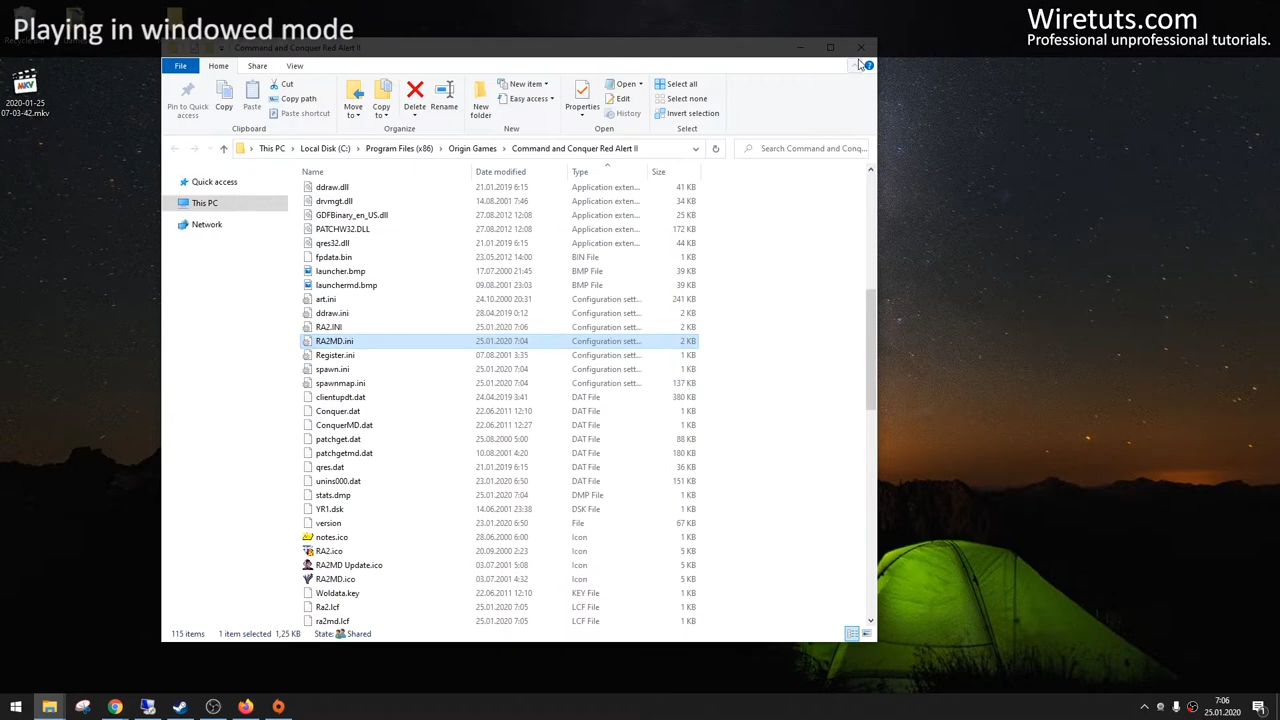 Playing in windowed mode
Wiretuts.com
Professional unprofessional tutorials.
Command and Conquer Red Alert II
File Home Share View
Pin to Quick access
Copy
Paste
Cut
Copy path
Paste shortcut
Move to
Copy to
Delete
Rename
New folder
New item
Easy access
Properties
Open
Edit
History
Select all
Select none
Invert selection
Clipboard Organize New Open Select
This PC Local Disk (C:) Program Files (x86) Origin Games Command and Conquer Red Alert II Search Command and Conq...
MKV
2020-01-25
07-03-42.mkv
Quick access
This PC
Network
Name Date modified Type Size
ddraw.dll 21.01.2019 6:15 Application exten... 41 KB
drvmgt.dll 14.08.2001 7:46 Application exten... 34 KB
GDFBinary_en_US.dll 27.08.2012 12:08 Application exten... 25 KB
PATCHW32.DLL 27.08.2012 12:08 Application exten... 172 KB
qres32.dll 21.01.2019 6:15 Application exten... 44 KB
fpdata.bin 23.05.2012 14:00 BIN File 1 KB
launcher.bmp 17.07.2000 21:45 BMP File 39 KB
launchermd.bmp 09.08.2001 23:03 BMP File 39 KB
art.ini 24.10.2000 20:31 Configuration sett... 241 KB
ddraw.ini 28.04.2019 0:12 Configuration sett... 2 KB
RA2.INI 25.01.2020 7:06 Configuration sett... 2 KB
RA2MD.ini 25.01.2020 7:04 Configuration sett... 2 KB
Register.ini 07.08.2001 3:35 Configuration sett... 1 KB
spawn.ini 25.01.2020 7:04 Configuration sett... 1 KB
spawnmap.ini 25.01.2020 7:04 Configuration sett... 137 KB
clientupdt.dat 24.04.2019 3:41 DAT File 380 KB
Conquer.dat 22.06.2011 12:10 DAT File 1 KB
ConquerMD.dat 22.06.2011 12:27 DAT File 1 KB
patchget.dat 25.08.2000 5:00 DAT File 88 KB
patchgetmd.dat 10.08.2001 4:20 DAT File 180 KB
qres.dat 21.01.2019 6:15 DAT File 36 KB
unins000.dat 23.01.2020 6:50 DAT File 151 KB
stats.dmp 25.01.2020 7:04 DMP File 1 KB
YR1.dsk 14.06.2001 23:38 DSK File 1 KB
version 23.01.2020 6:50 File 67 KB
notes.ico 28.06.2000 6:00 Icon 1 KB
RA2.ico 20.09.2000 2:23 Icon 5 KB
RA2MD Update.ico 03.07.2001 5:08 Icon 5 KB
RA2MD.ico 03.07.2001 4:32 Icon 5 KB
Woldata.key 22.06.2011 12:10 KEY File 1 KB
Ra2.lcf 25.01.2020 7:05 LCF File 1 KB
ra2md.lcf 25.01.2020 7:05 LCF File 1 KB
115 items 1 item selected 1,25 KB State: Shared
7:06
25.01.2020